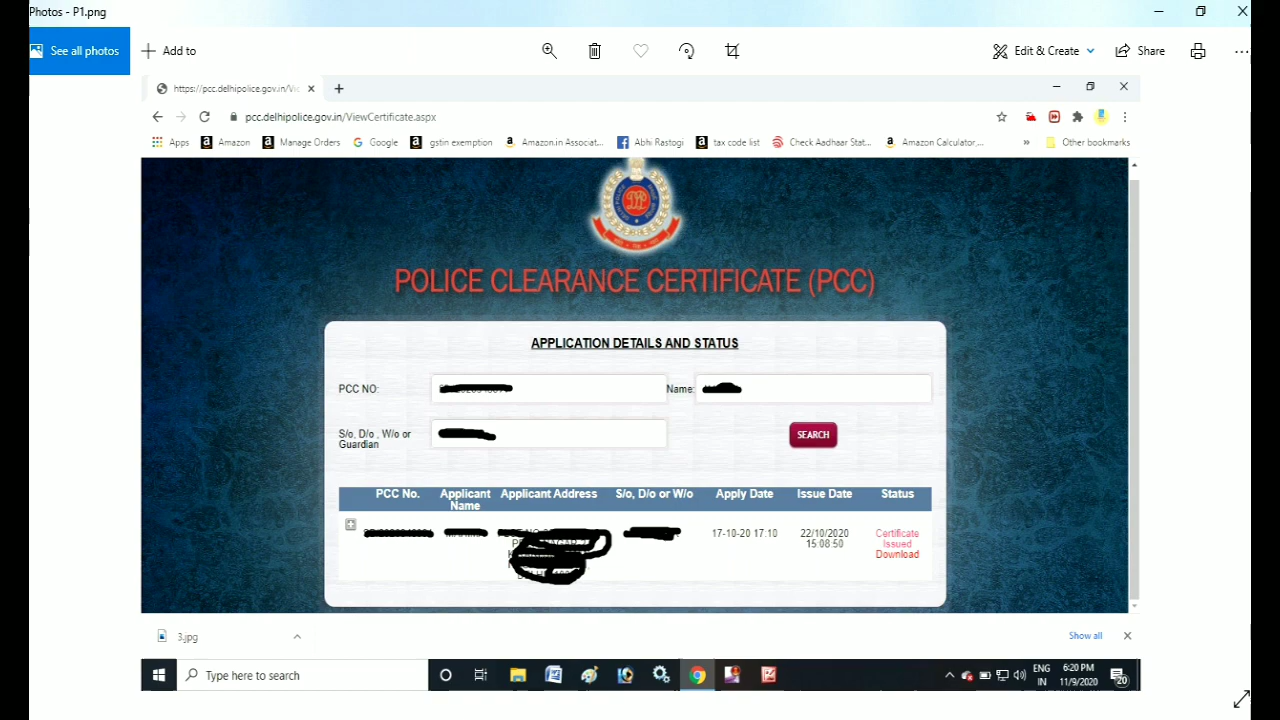 Photos - P1.png
See all photos
Add to
Edit & Create
Share
https://pcc.delhipolice.gov.in/Vi
pcc.delhipolice.gov.in/ViewCertificate.aspx
Apps Amazon Manage Orders Google gstin exemption Amazon.in Associat... Abhi Rastogi tax code list Check Aadhaar Stat... Amazon Calculator,... » Other bookmarks
POLICE CLEARANCE CERTIFICATE (PCC)
APPLICATION DETAILS AND STATUS
PCC NO:
Name:
S/o, D/o , W/o or
Guardian
SEARCH
PCC No. Applicant Name Applicant Address S/o, D/o or W/o Apply Date Issue Date Status
17-10-20 17:10
22/10/2020
15:08:50
Certificate
Issued
Download
3.jpg
Show all
Type here to search
ENG
IN
6:20 PM
11/9/2020
20